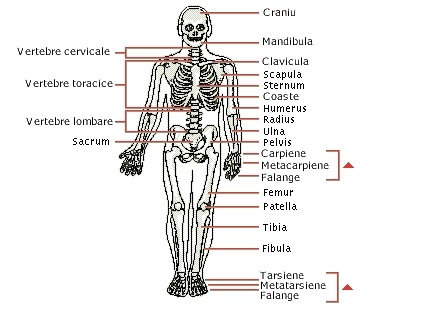 Craniu
Mandibula
Vertebre cervicale
Clavicula
Scapula
Vertebre toracice
Sternum
Coaste
Humerus
Radius
Vertebre lombare
Ulna
Sacrum
Pelvis
Carpiene
Metacarpiene
Falange
Femur
Patella
Tibia
Fibula
Tarsiene
Metatarsiene
Falange